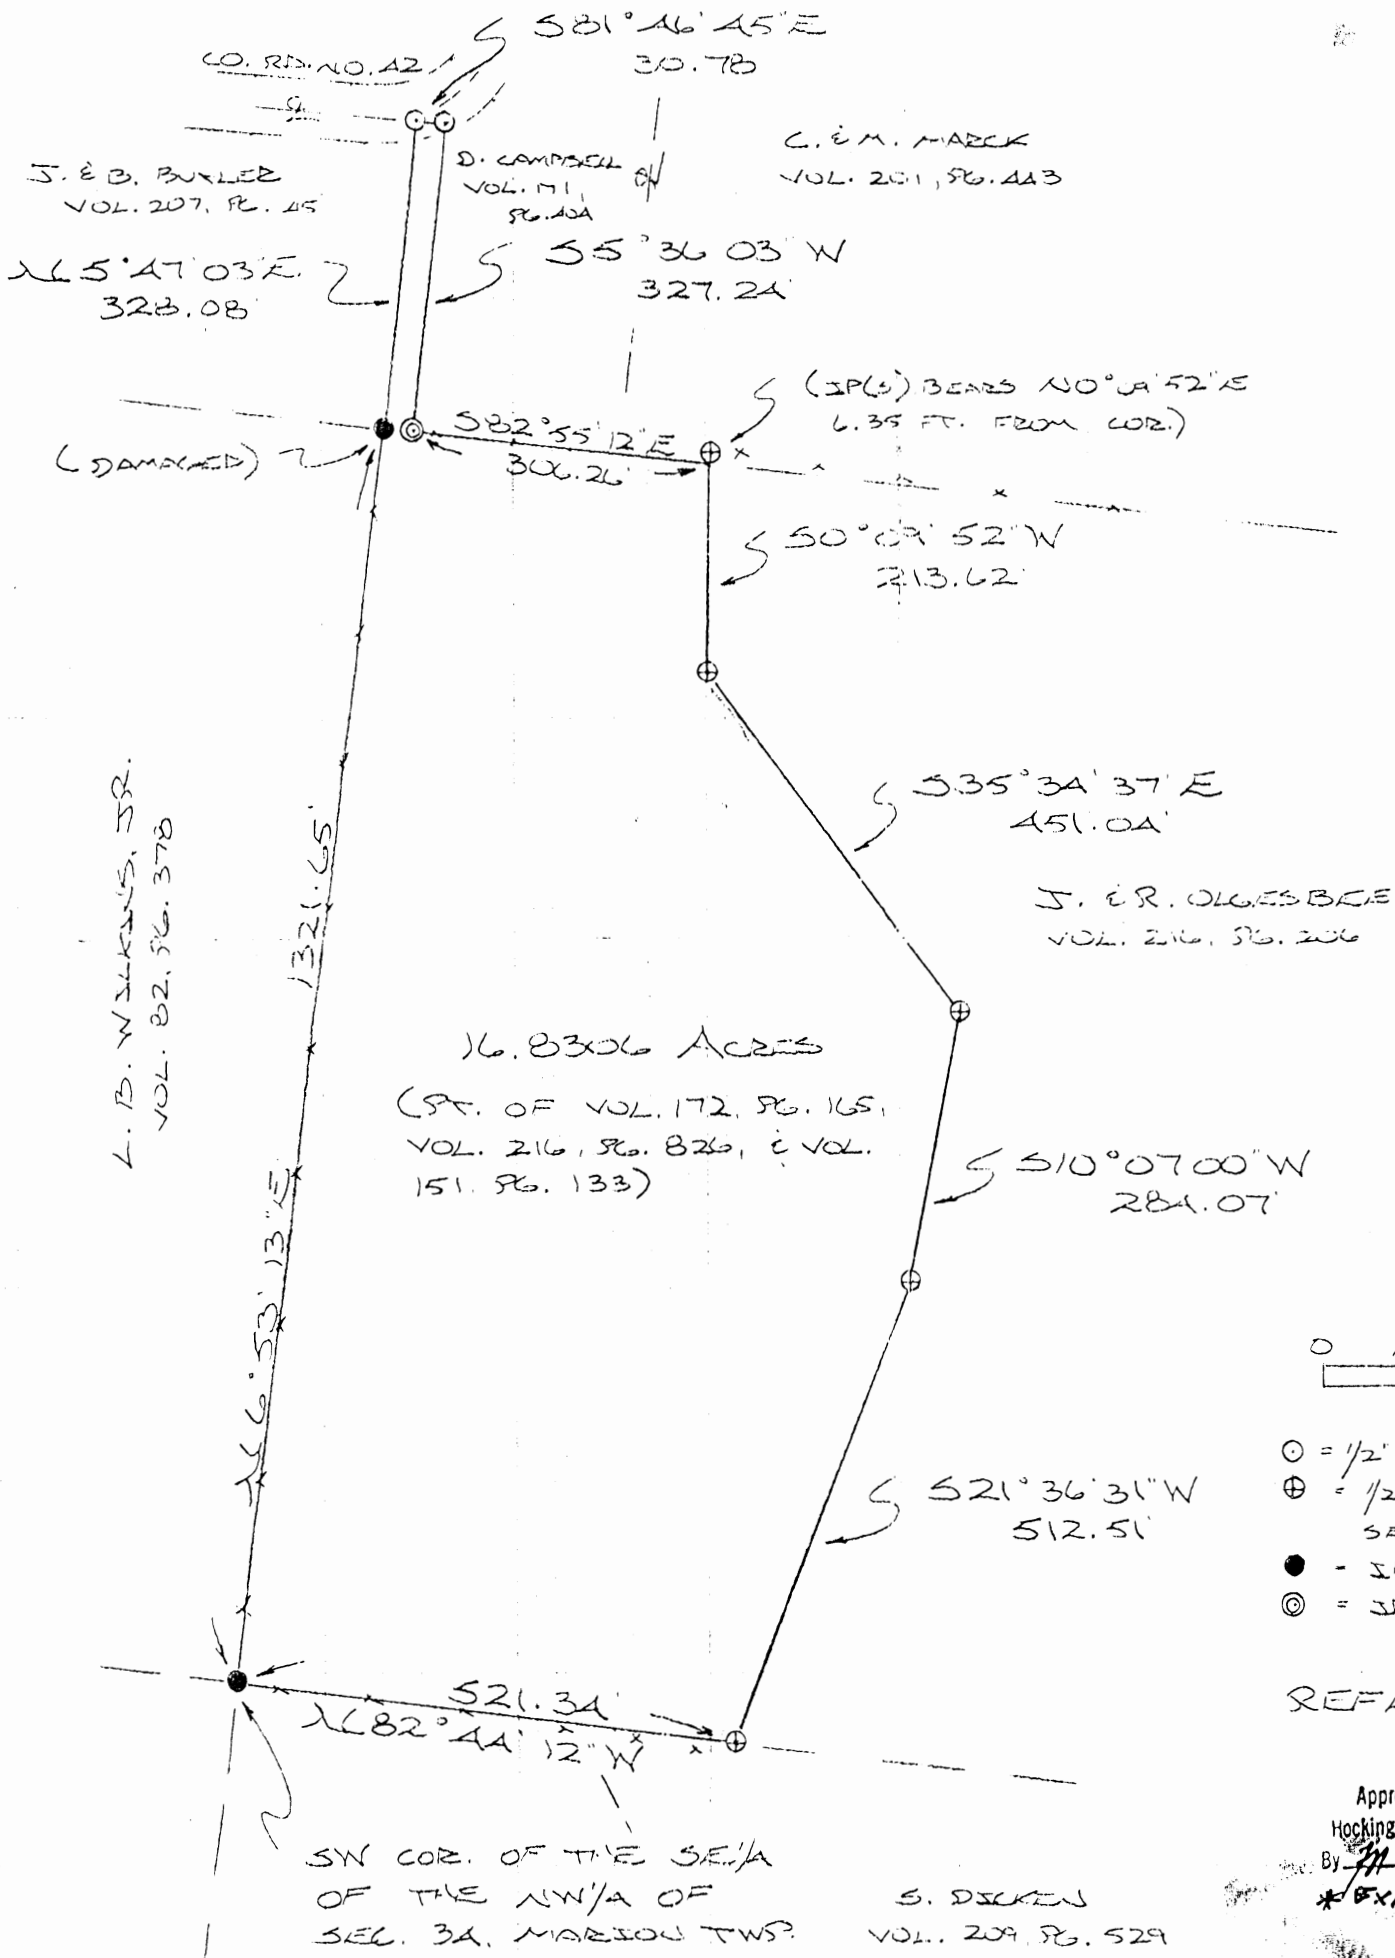 S81°46'45"E
30.78
CO. RD. NO. 42
C. & M. MARCK
VOL. 201, PG. 443
D. CAMPBELL
VOL. 171,
PG. 404
J. & B. BUTLER
VOL. 207, PG. 45
S5°36'03"W
327.24'
N5°47'03"E
328.08'
(IP(S) BEARS N0°09'52"E
6.35 FT. FROM COR.)
S82°55'12"E
306.26'
(DAMAGED)
S0°09'52"W
213.62'
S35°34'37"E
451.04'
L. B. WILKINS, JR.
VOL. 82, PG. 378
1321.65'
J. & R. OLGESBEE
VOL. 216, PG. 206
16.8306 ACRES
(PT. OF VOL. 172, PG. 165,
VOL. 216, PG. 826, & VOL.
151, PG. 133)
S10°07'00"W
284.07'
N6°53'13"E
0
⊙ = 1/2"
⊕ = 1/2
S21°36'31"W
512.51'
521.34'
N82°44'12"W
REF
Appr
Hocking
By
SW COR. OF THE SE1/4
OF THE NW1/4 OF
SEC. 34, MARION TWP.
S. DICKEN
VOL. 209, PG. 529